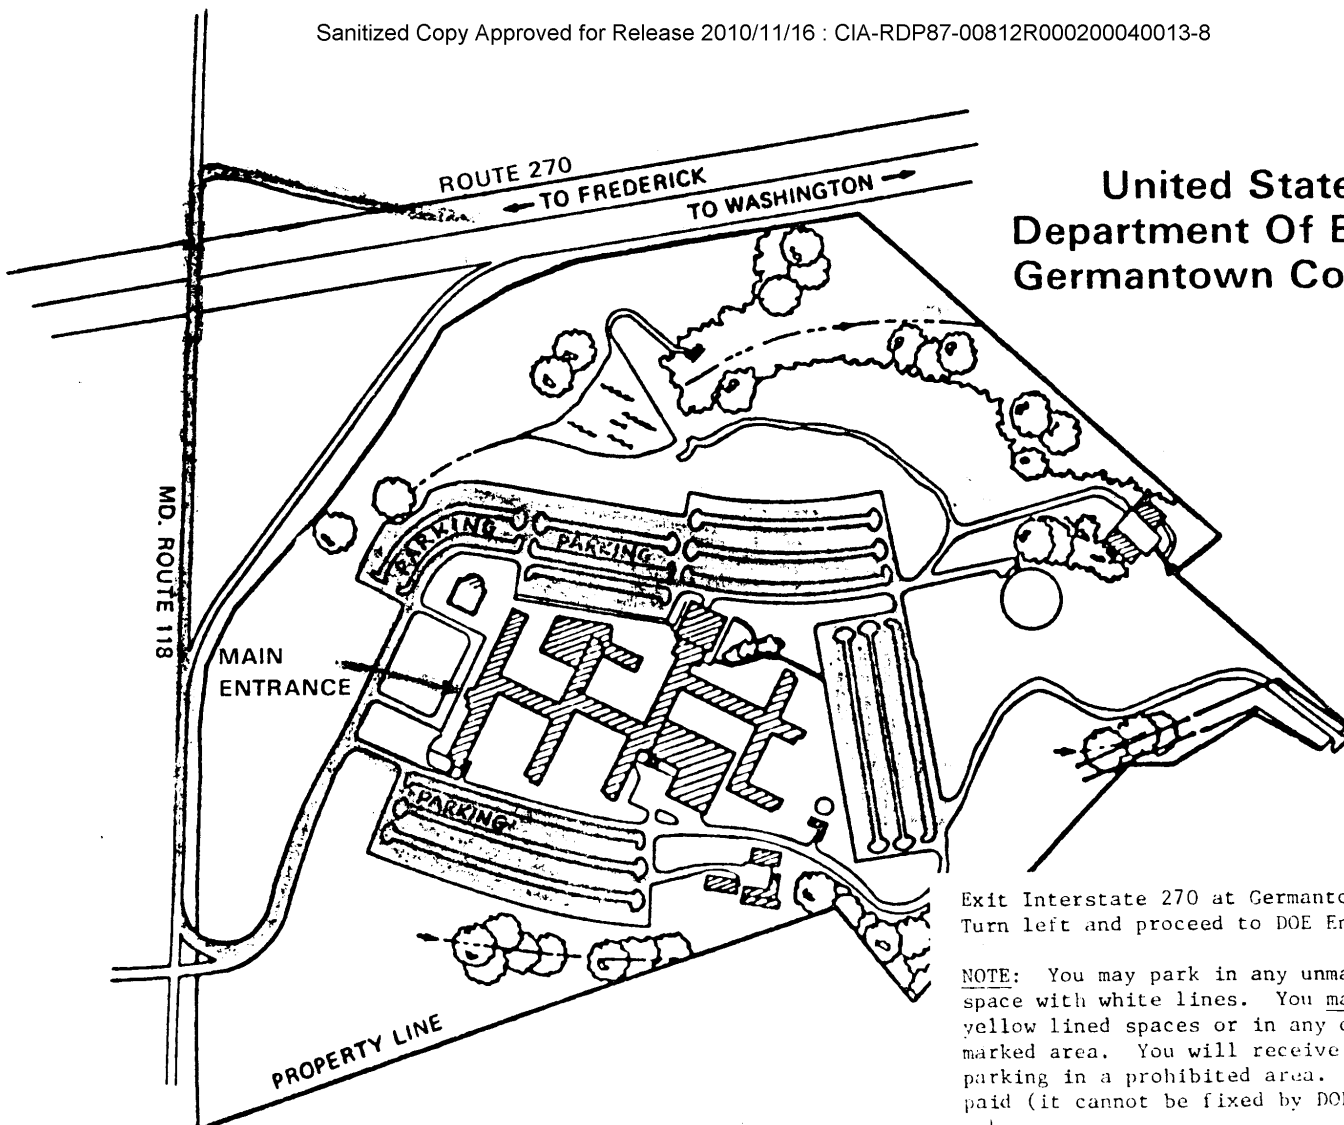 Sanitized Copy Approved for Release 2010/11/16 : CIA-RDP87-00812R000200040013-8
ROUTE 270
TO FREDERICK
TO WASHINGTON
United State
Department Of E
Germantown Co
MD. ROUTE 118
PARKING
PARKING
MAIN
ENTRANCE
PARKING
PROPERTY LINE
Exit Interstate 270 at Germanto
Turn left and proceed to DOE En
NOTE: You may park in any unma
space with white lines. You ma
yellow lined spaces or in any
marked area. You will receive
parking in a prohibited area.
paid (it cannot be fixed by DO